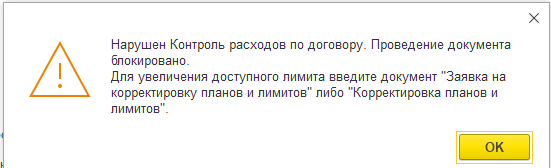 Нарушен Контроль расходов по договору. Проведение документа
блокировано.
Для увеличения доступного лимита введите документ "Заявка на
корректировку планов и лимитов" либо "Корректировка планов и
лимитов".
OK